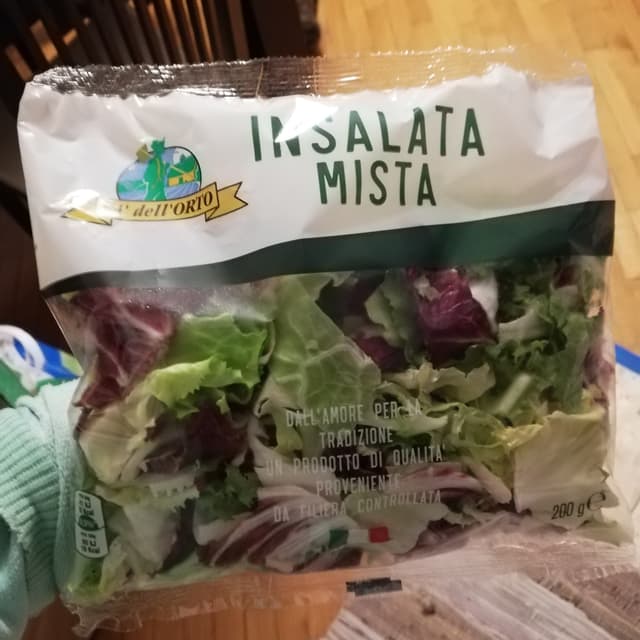 INSALATA
MISTA
dell'ORTO
DALL'AMORE PER LA
TRADIZIONE
UN PRODOTTO DI QUALITÀ
PROVENIENTE
DA FILIERA CONTROLLATA
200 g e